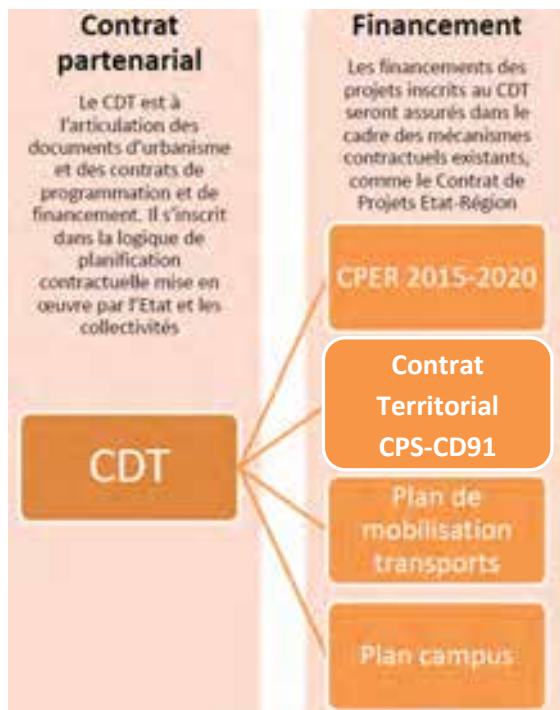 Contrat
partenarial
Le CDT est à
l'articulation des
documents d'urbanisme
et des contrats de
programmation et de
financement. Il s'inscrit
dans la logique de
planification
contractuelle mise en
œuvre par l'Etat et les
collectivités
CDT
Financement
Les financements des
projets inscrits au CDT
seront assurés dans le
cadre des mécanismes
contractuels existants,
comme le Contrat de
Projets Etat-Région
CPER 2015-2020
Contrat
Territorial
CPS-CD91
Plan de
mobilisation
transports
Plan campus